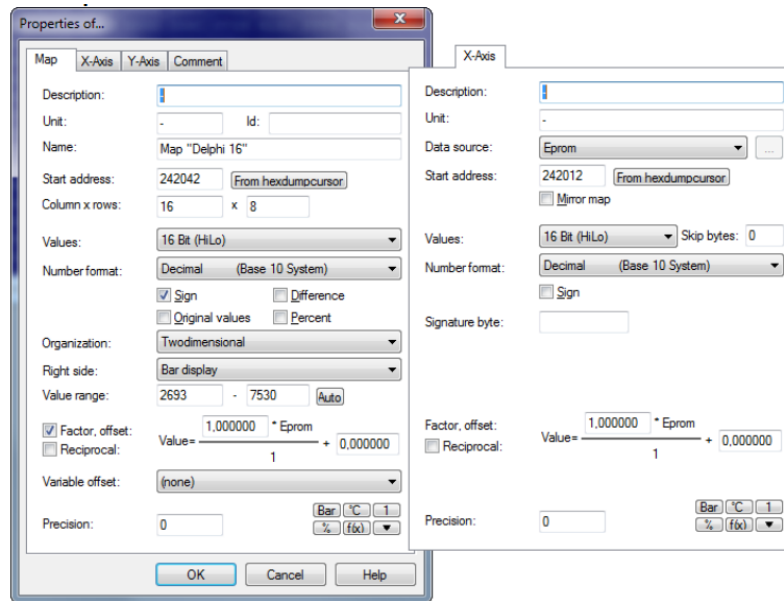 Properties of...
Map X-Axis Y-Axis Comment
Description: -
Unit: - Id:
Name: Map "Delphi 16"
Start address: 242042 From hexdumpcursor
Column x rows: 16 x 8
Values: 16 Bit (HiLo)
Number format: Decimal (Base 10 System)
Sign Difference
Original values Percent
Organization: Twodimensional
Right side: Bar display
Value range: 2693 - 7530 Auto
Factor, offset: 1,000000 * Eprom
Reciprocal: Value= + 0,000000
1
Variable offset: (none)
Precision: 0
Bar °C 1
% f(x)
OK Cancel Help
X-Axis
Description: -
Unit: -
Data source: Eprom ...
Start address: 242012 From hexdumpcursor
Mirror map
Values: 16 Bit (HiLo) Skip bytes: 0
Number format: Decimal (Base 10 System)
Sign
Signature byte:
Factor, offset: 1,000000 * Eprom
Reciprocal: Value= + 0,000000
1
Precision: 0
Bar °C 1
% f(x)